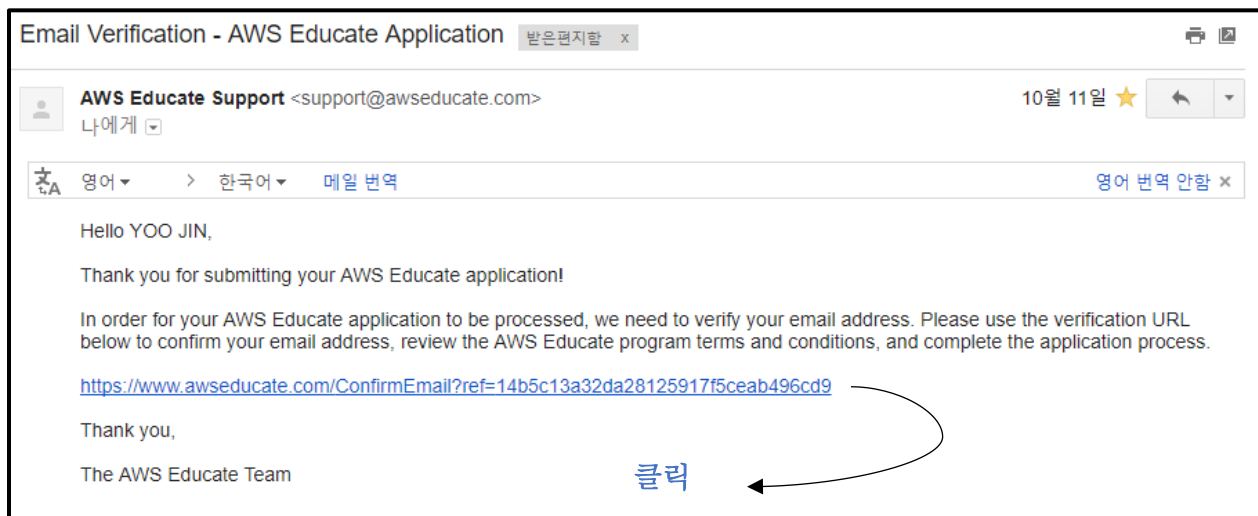 Email Verification - AWS Educate Application 받은편지함 x
AWS Educate Support <support@awseducate.com> 10월 11일
나에게
영어 > 한국어 메일 번역 영어 번역 안함 ×
Hello YOO JIN,
Thank you for submitting your AWS Educate application!
In order for your AWS Educate application to be processed, we need to verify your email address. Please use the verification URL
below to confirm your email address, review the AWS Educate program terms and conditions, and complete the application process.
https://www.awseducate.com/ConfirmEmail?ref=14b5c13a32da28125917f5ceab496cd9
Thank you,
The AWS Educate Team
클릭